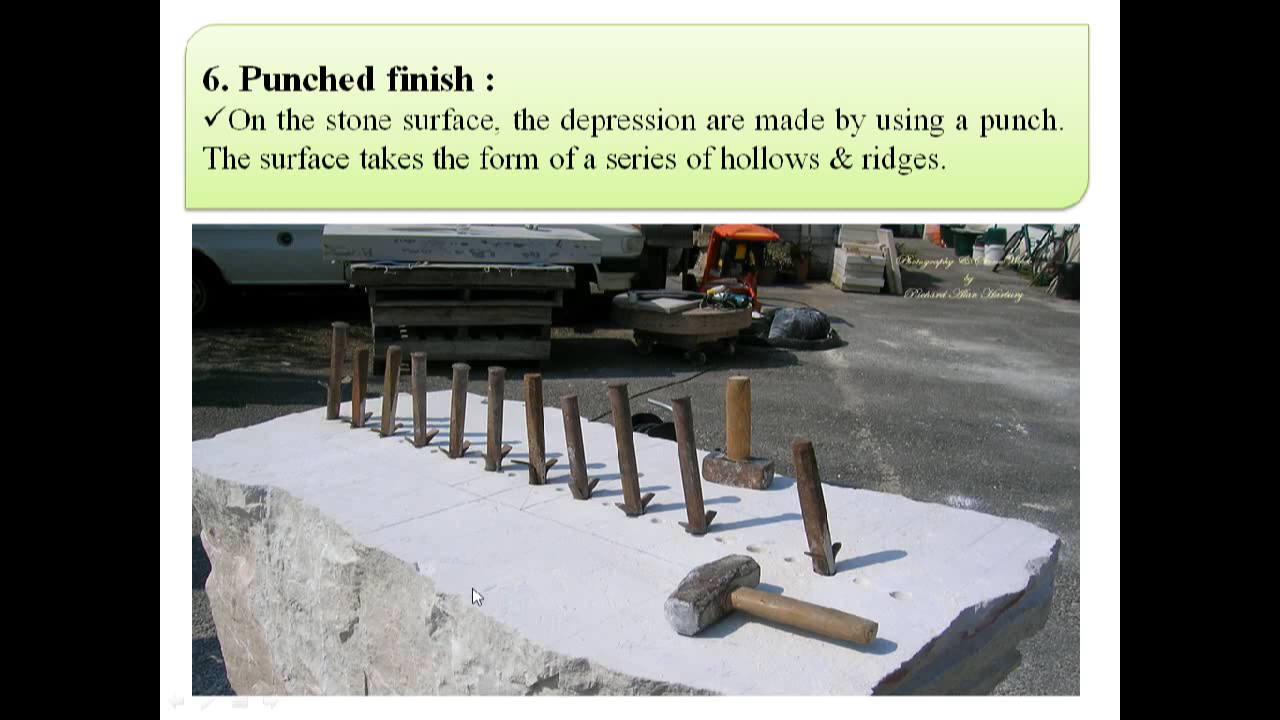 6. Punched finish :
✓On the stone surface, the depression are made by using a punch.
The surface takes the form of a series of hollows & ridges.
by